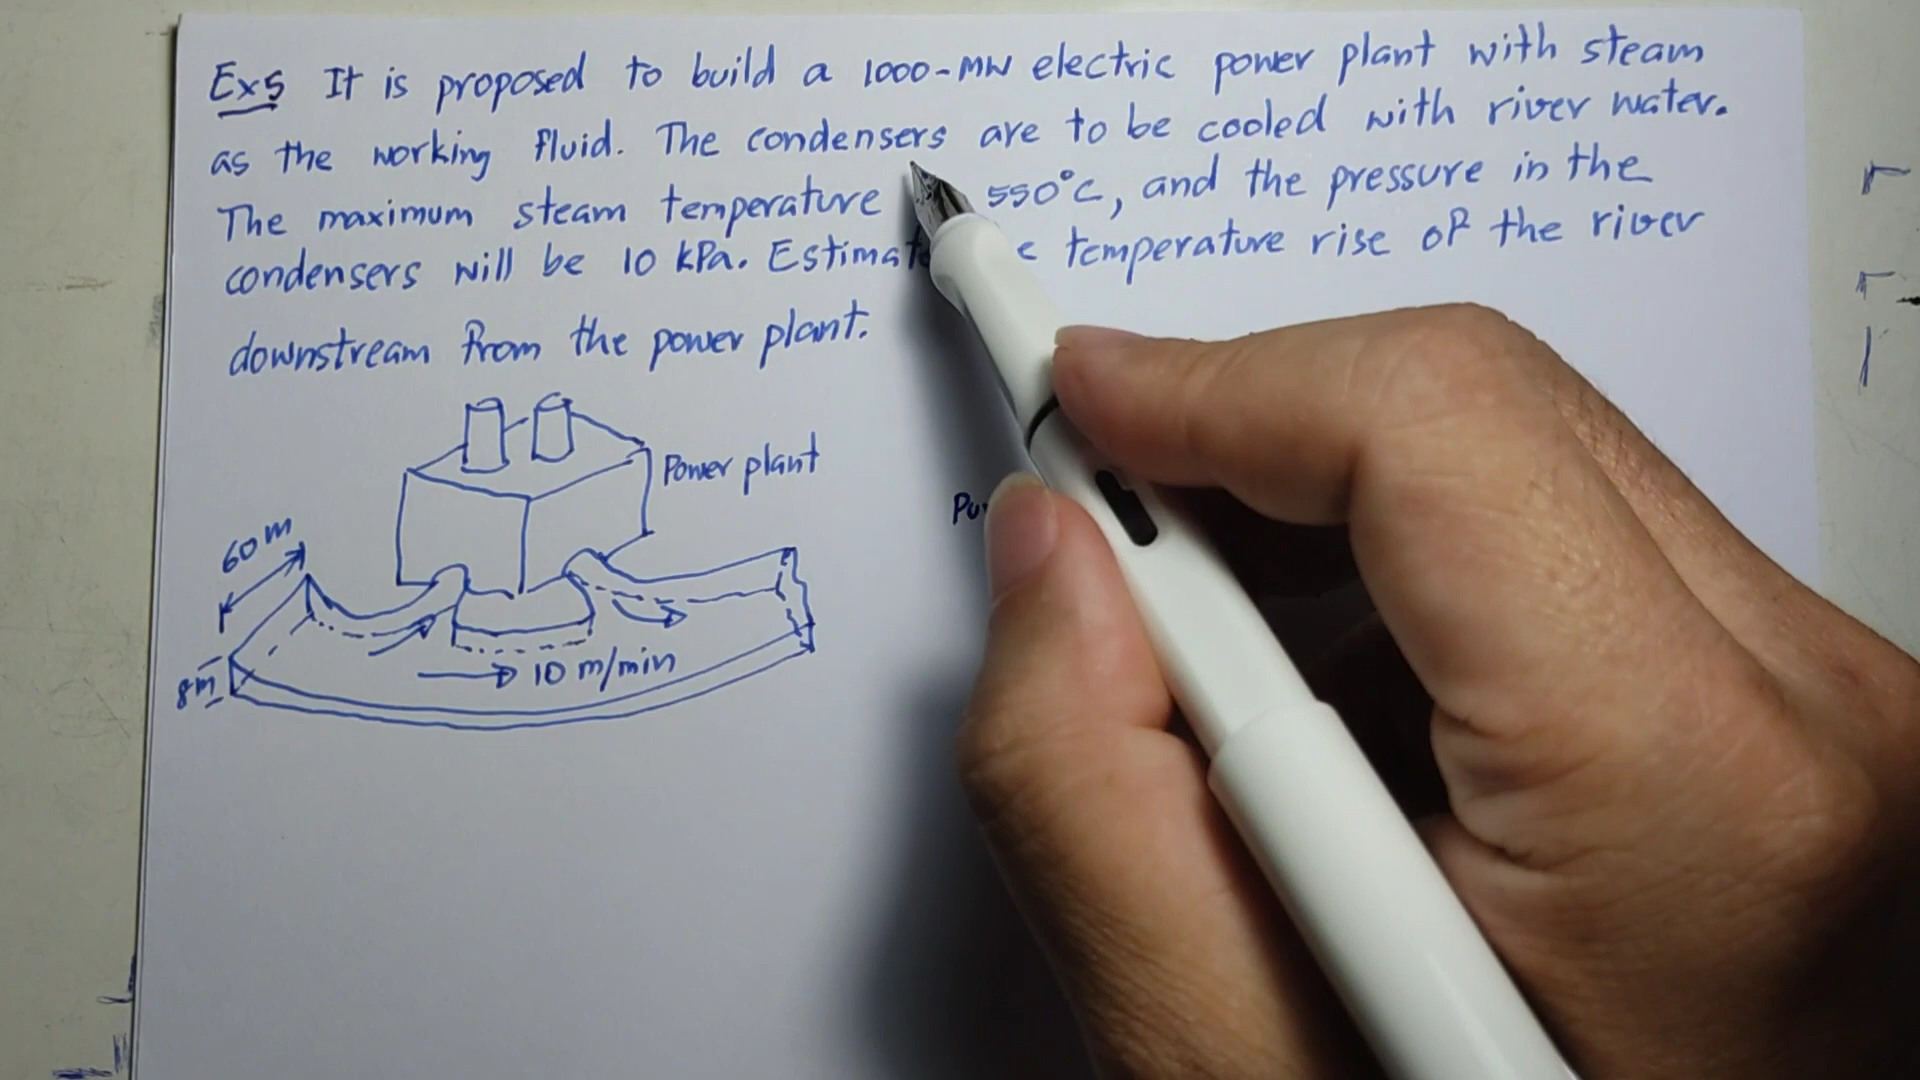 Ex5 It is proposed to build a 1000-MW electric power plant with steam
as the working fluid. The condensers are to be cooled with river water.
The maximum steam temperature 550°C, and the pressure in the
condensers will be 10 kPa. Estimate temperature rise of the river
downstream from the power plant.
Power plant
60 m
10 m/min
8m